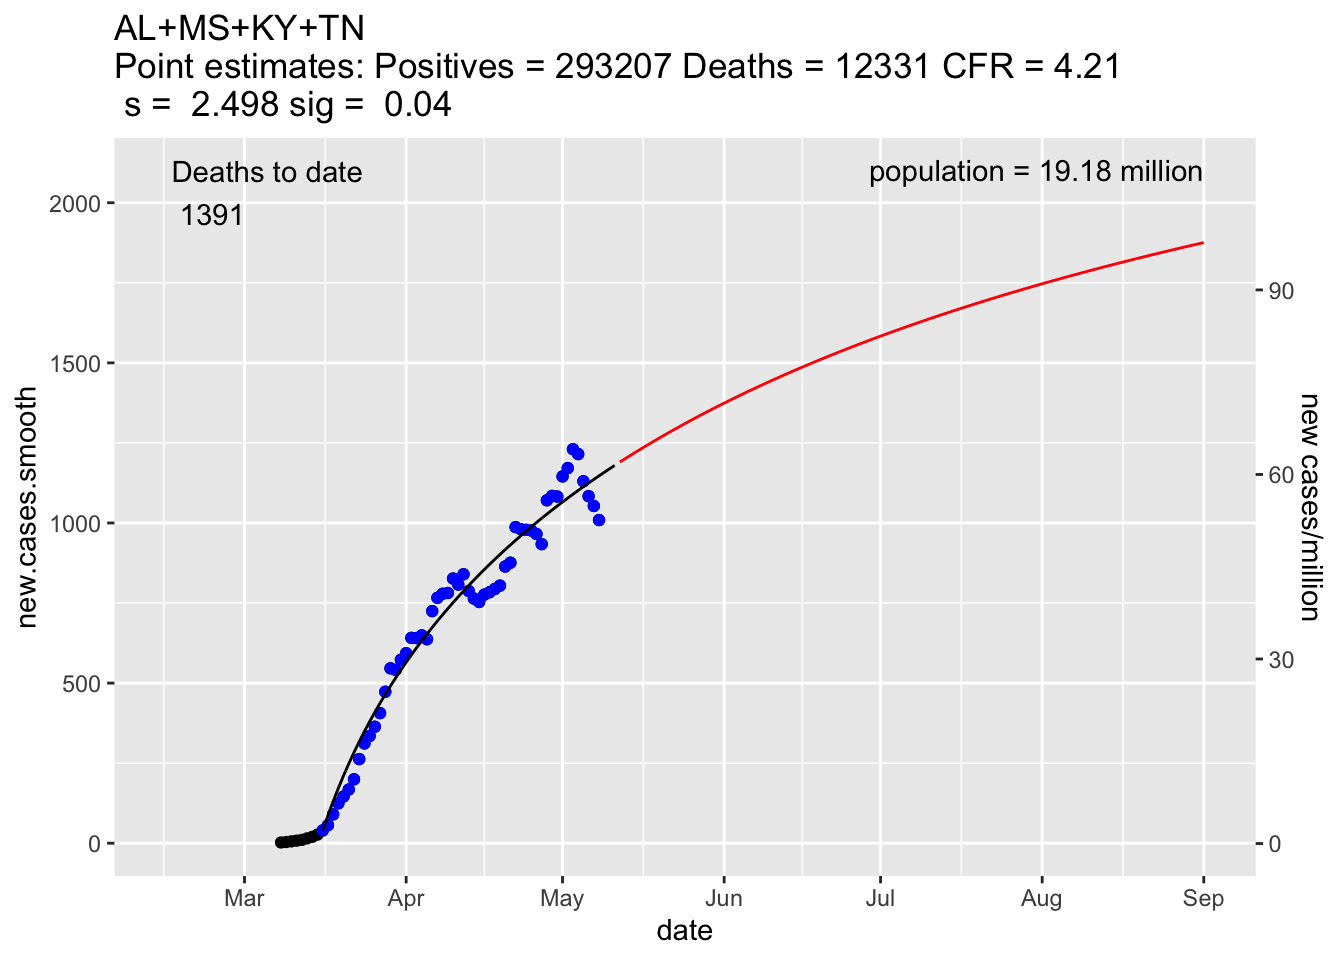 AL+MS+KY+TN
Point estimates: Positives = 293207 Deaths = 12331 CFR = 4.21
s = 2.498 sig = 0.04
Deaths to date
1391
population = 19.18 million
2000
1500
1000
500
0
new.cases.smooth
90
60
30
0
new cases/million
Mar Apr May Jun Jul Aug Sep
date